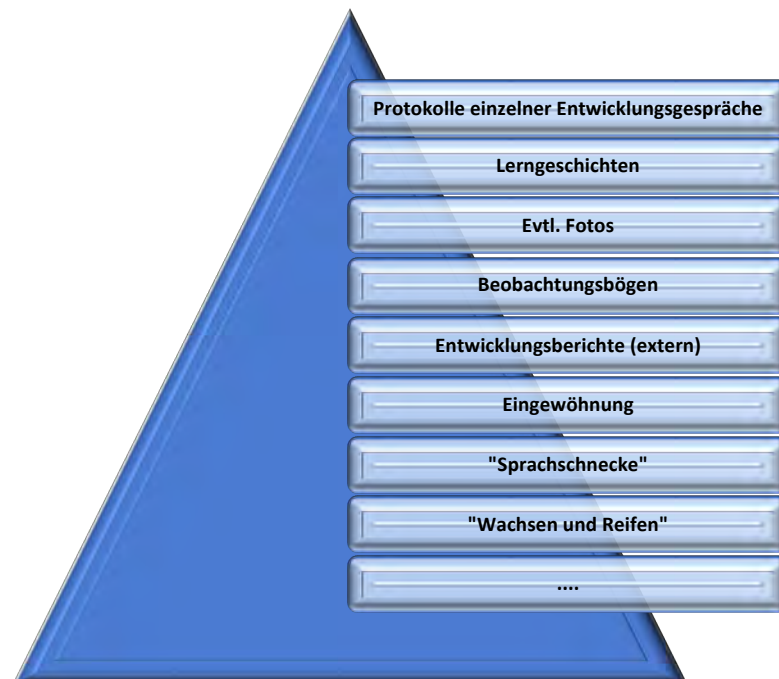 Protokolle einzelner Entwicklungsgespräche
Lerngeschichten
Evtl. Fotos
Beobachtungsbögen
Entwicklungsberichte (extern)
Eingewöhnung
"Sprachschnecke"
"Wachsen und Reifen"
....